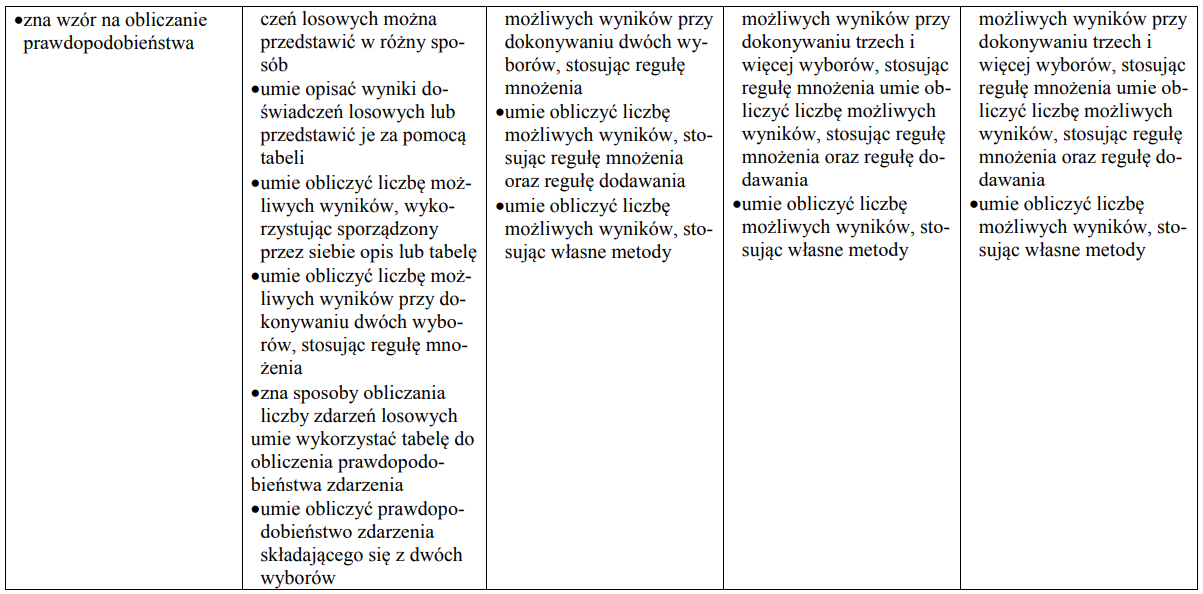 •zna wzór na obliczanie
prawdopodobieństwa
czeń losowych można
przedstawić w różny spo-
sób
•umie opisać wyniki do-
świadczeń losowych lub
przedstawić je za pomocą
tabeli
•umie obliczyć liczbę moż-
liwych wyników, wyko-
rzystując sporządzony
przez siebie opis lub tabelę
•umie obliczyć liczbę moż-
liwych wyników przy do-
konywaniu dwóch wybo-
rów, stosując regułę mno-
żenia
•zna sposoby obliczania
liczby zdarzeń losowych
umie wykorzystać tabelę do
obliczenia prawdopodo-
bieństwa zdarzenia
•umie obliczyć prawdopo-
dobieństwo zdarzenia
składającego się z dwóch
wyborów
możliwych wyników przy
dokonywaniu dwóch wy-
borów, stosując regułę
mnożenia
•umie obliczyć liczbę
możliwych wyników, sto-
sując regułę mnożenia
oraz regułę dodawania
•umie obliczyć liczbę
możliwych wyników, sto-
sując własne metody
możliwych wyników przy
dokonywaniu trzech i
więcej wyborów, stosując
regułę mnożenia umie ob-
liczyć liczbę możliwych
wyników, stosując regułę
mnożenia oraz regułę do-
dawania
•umie obliczyć liczbę
możliwych wyników, sto-
sując własne metody
możliwych wyników przy
dokonywaniu trzech i
więcej wyborów, stosując
regułę mnożenia umie ob-
liczyć liczbę możliwych
wyników, stosując regułę
mnożenia oraz regułę do-
dawania
•umie obliczyć liczbę
możliwych wyników, sto-
sując własne metody